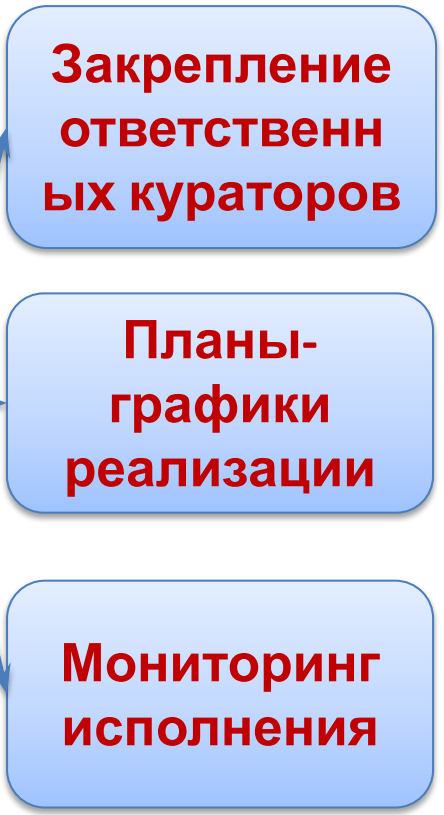 Закрепление
ответственн
ых кураторов
Планы-
графики
реализации
Мониторинг
исполнения